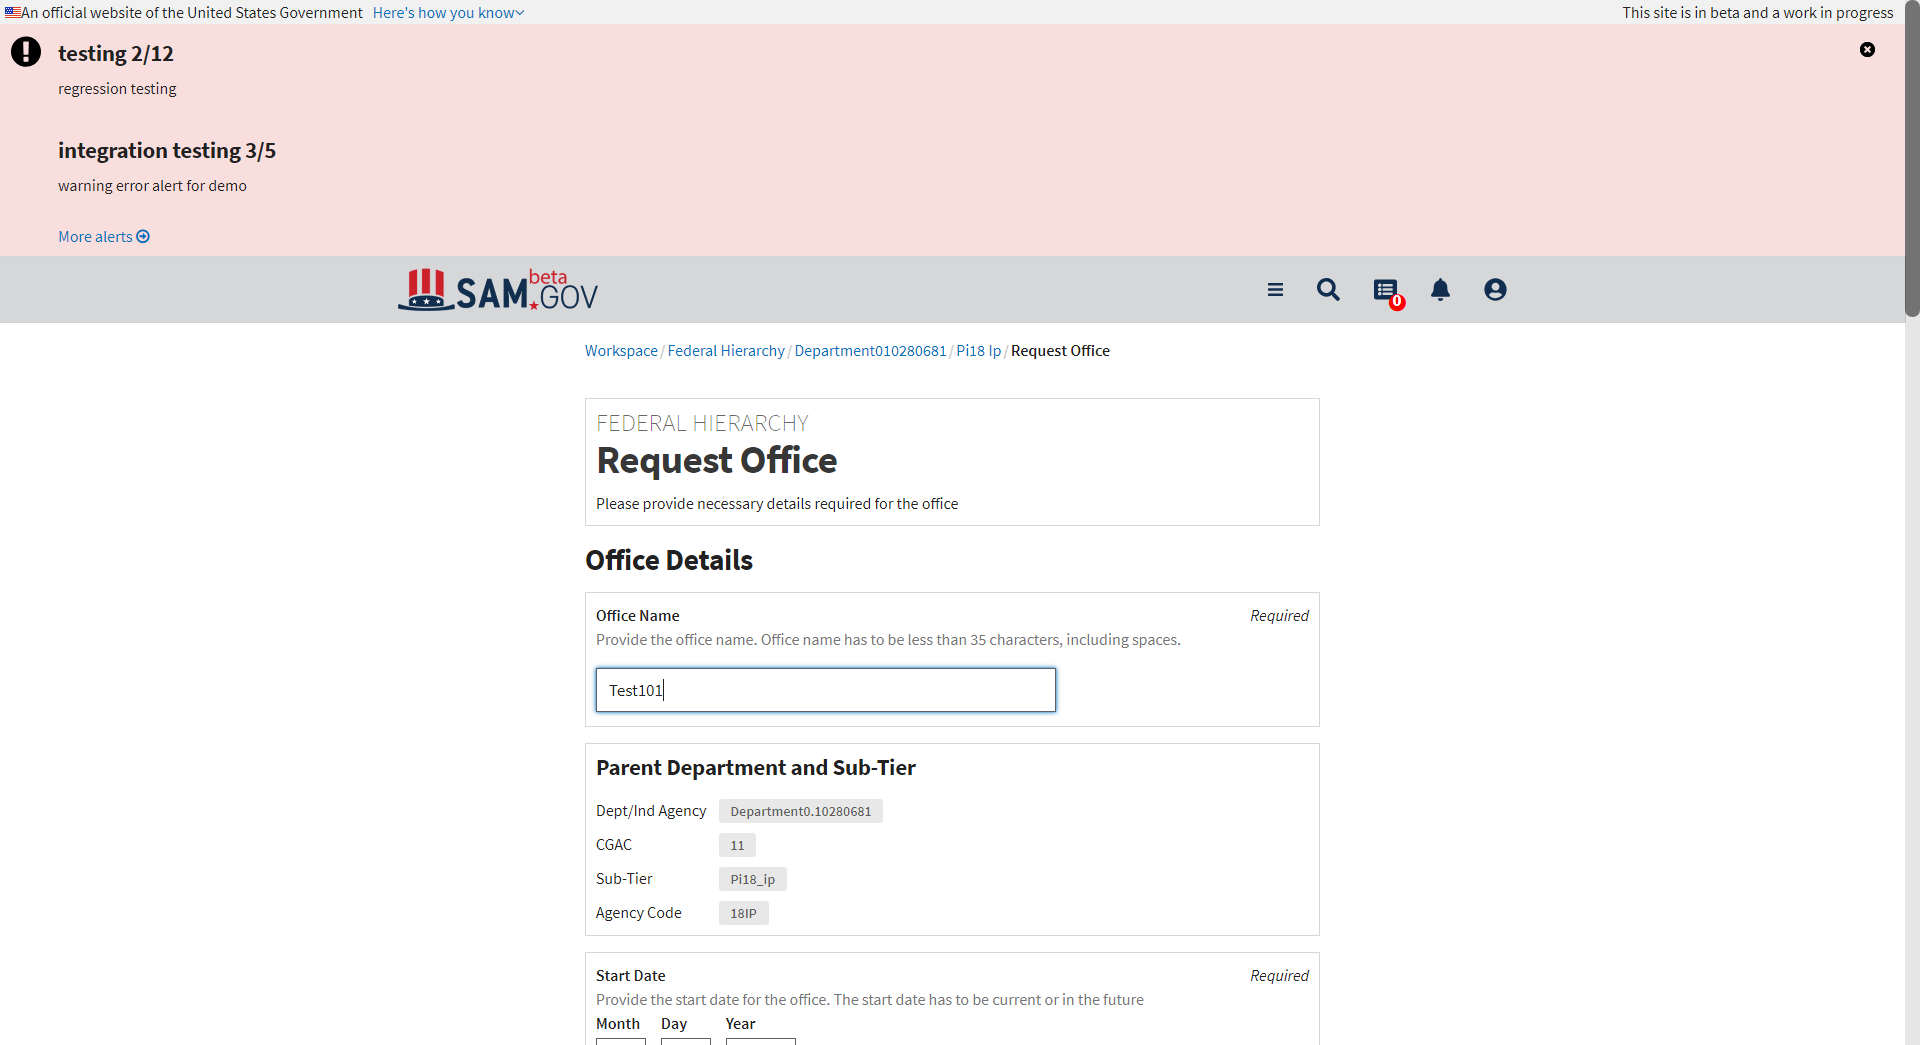 An official website of the United States Government Here's how you know
This site is in beta and a work in progress
testing 2/12
regression testing
integration testing 3/5
warning error alert for demo
More alerts
SAM.GOV beta
0
Workspace / Federal Hierarchy / Department010280681 / Pi18 Ip / Request Office
FEDERAL HIERARCHY
Request Office
Please provide necessary details required for the office
Office Details
Office Name Required
Provide the office name. Office name has to be less than 35 characters, including spaces.
Test101
Parent Department and Sub-Tier
Dept/Ind Agency Department0.10280681
CGAC 11
Sub-Tier Pi18_ip
Agency Code 18IP
Start Date Required
Provide the start date for the office. The start date has to be current or in the future
Month Day Year